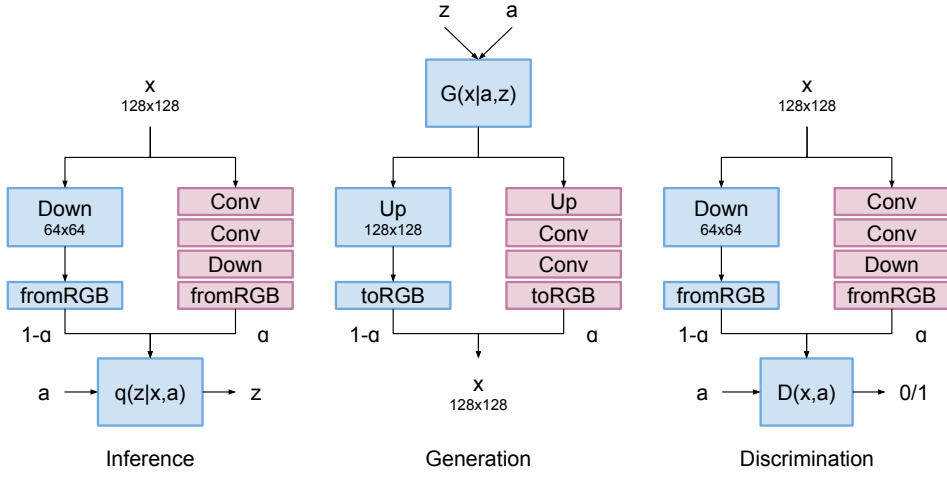 z a
G(x|a,z)
x
128x128
x
128x128
Down
64x64
Conv
Conv
Down
fromRGB
fromRGB
Up
128x128
Up
Conv
Conv
toRGB
toRGB
Down
64x64
Conv
Conv
Down
fromRGB
fromRGB
1-α
α
1-α
α
1-α
α
a
q(z|x,a)
z
x
128x128
a
D(x,a)
0/1
Inference
Generation
Discrimination